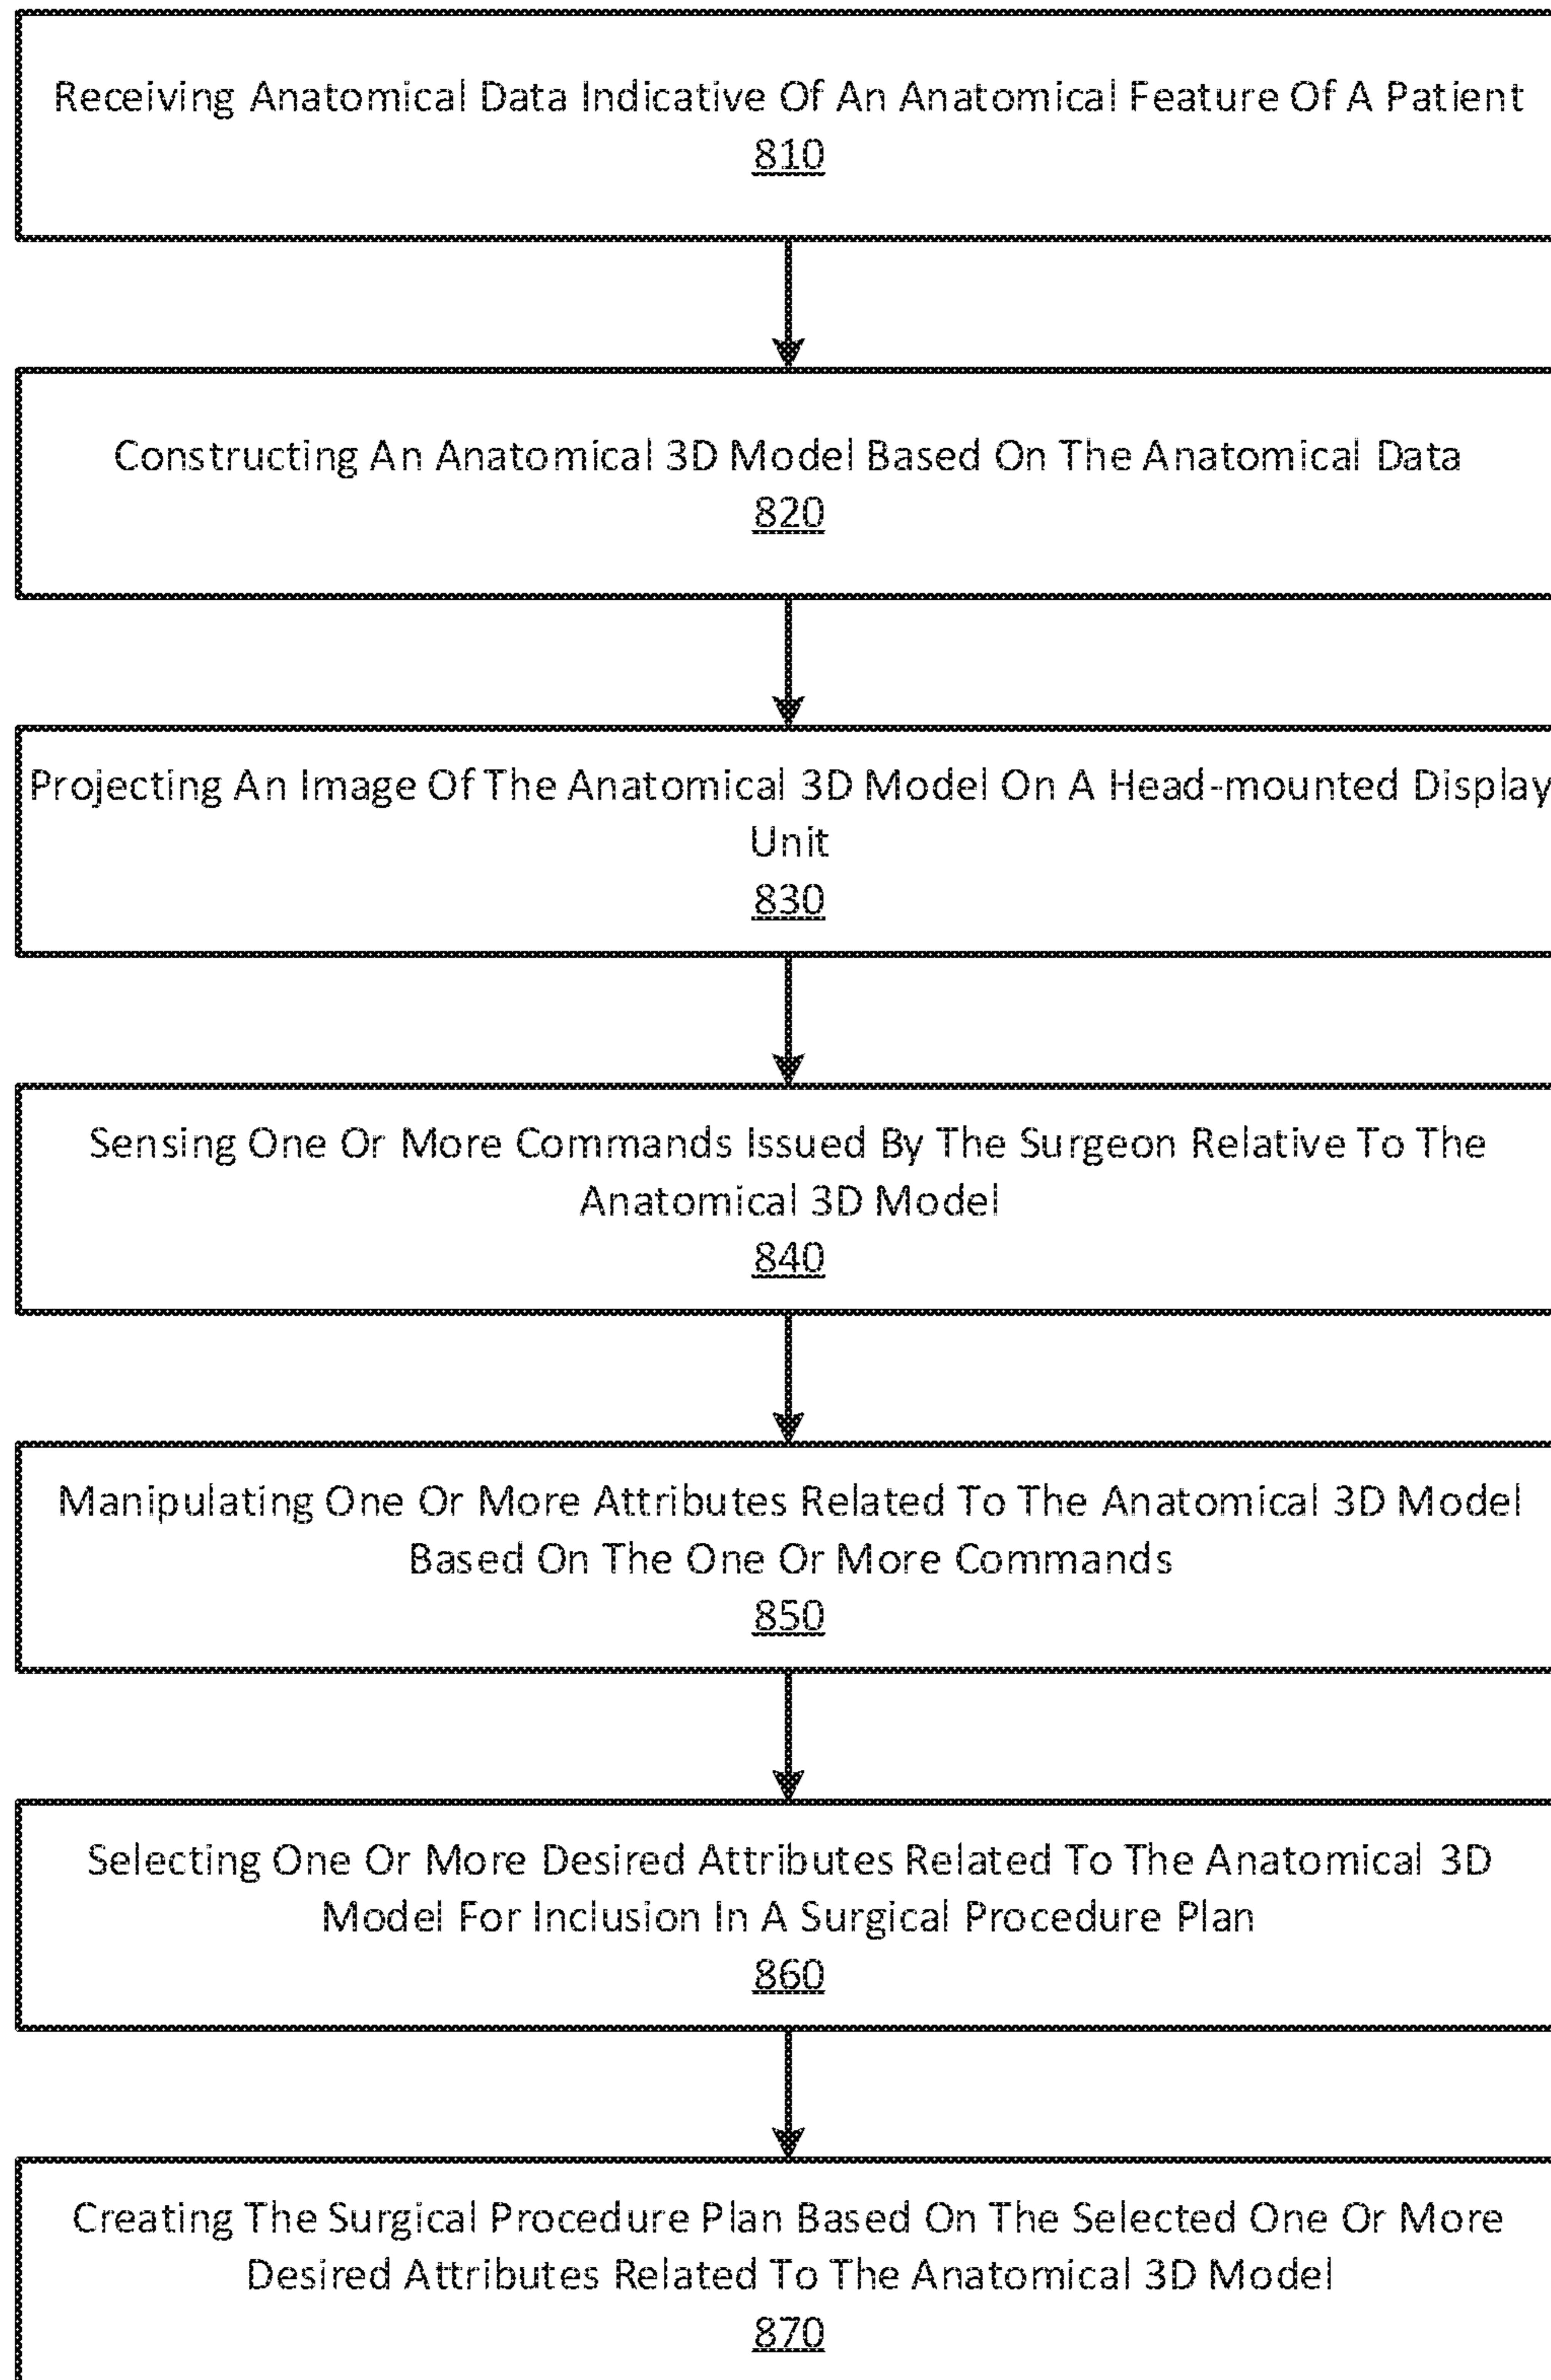 Receiving Anatomical Data Indicative Of An Anatomical Feature Of A Patient
810
Constructing An Anatomical 3D Model Based On The Anatomical Data
820
Projecting An Image Of The Anatomical 3D Model On A Head-mounted Display
Unit
830
Sensing One Or More Commands Issued By The Surgeon Relative To The
Anatomical 3D Model
840
Manipulating One Or More Attributes Related To The Anatomical 3D Model
Based On The One Or More Commands
850
Selecting One Or More Desired Attributes Related To The Anatomical 3D
Model For Inclusion In A Surgical Procedure Plan
860
Creating The Surgical Procedure Plan Based On The Selected One Or More
Desired Attributes Related To The Anatomical 3D Model
870